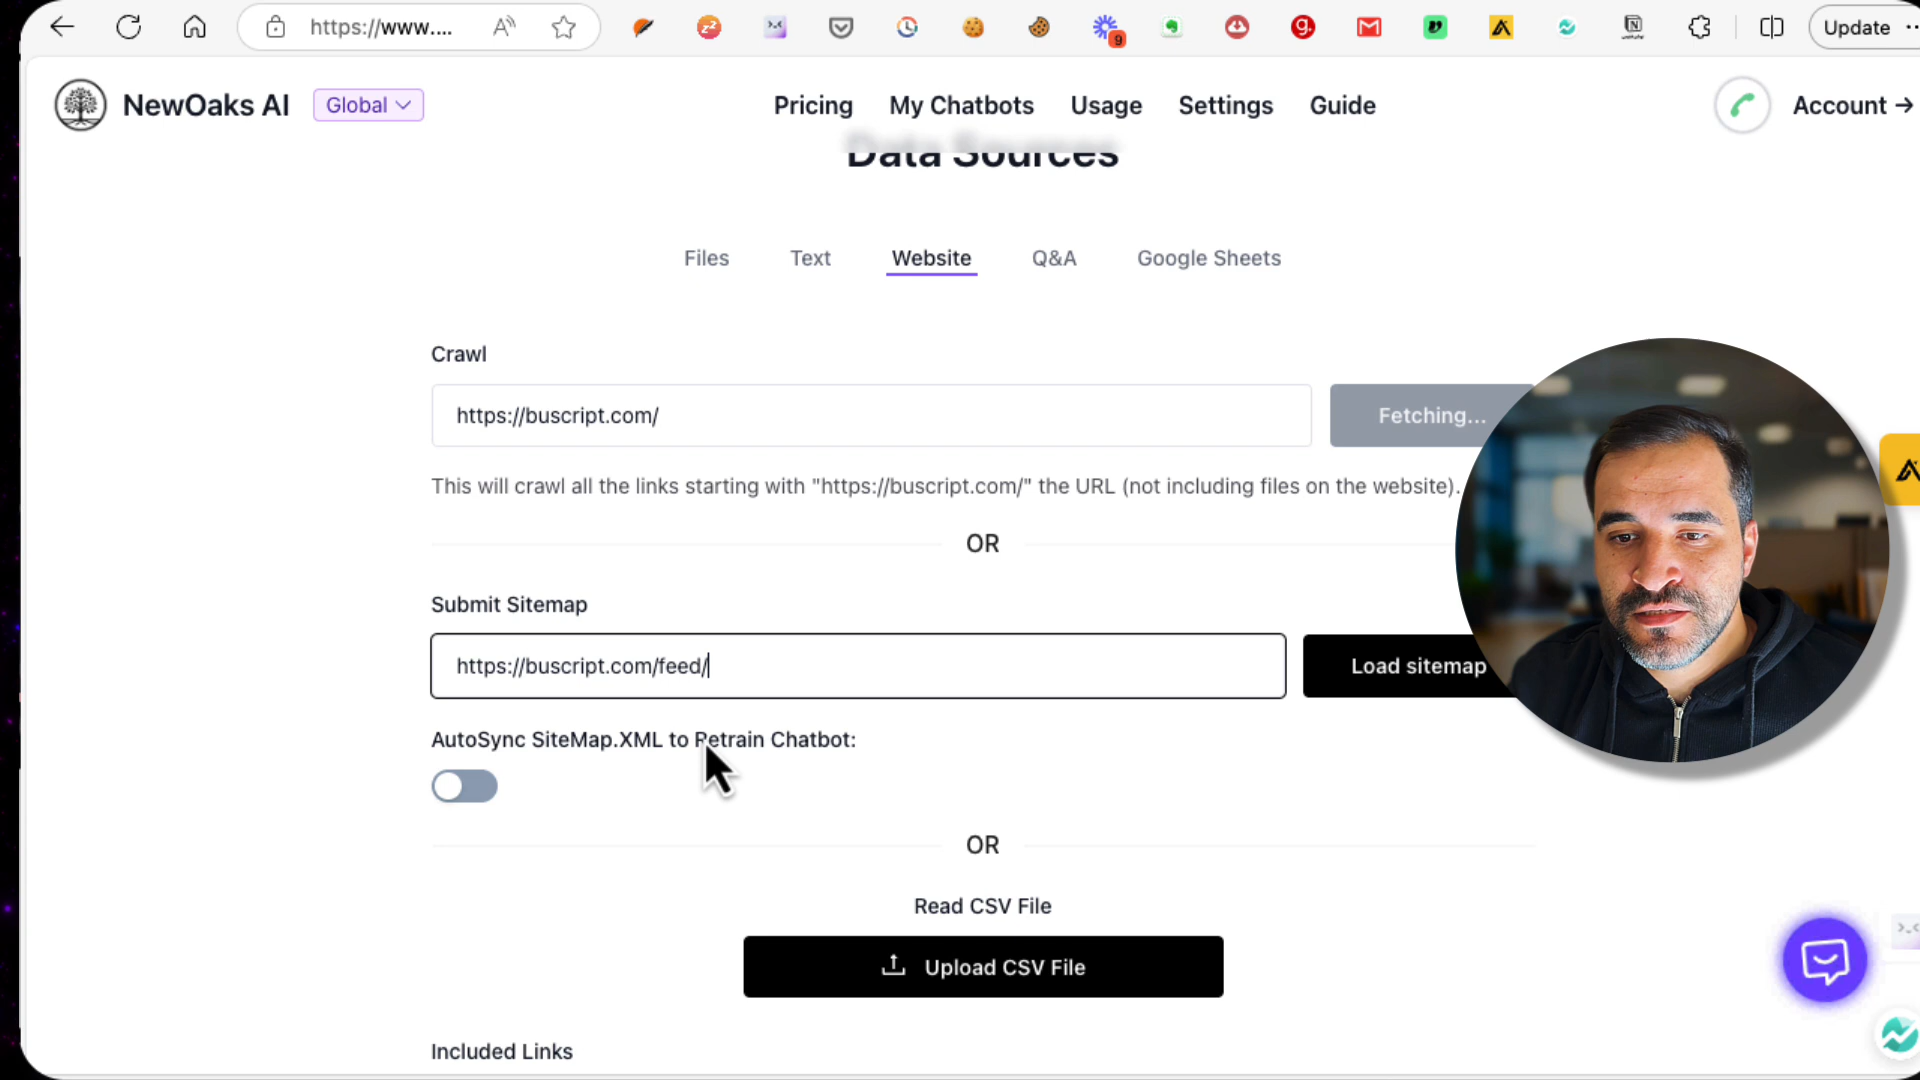 https://www....
9
Update
NewOaks AI
Global
Pricing
My Chatbots
Usage
Settings
Guide
Account →
Data Sources
Files
Text
Website
Q&A
Google Sheets
Crawl
https://buscript.com/
Fetching...
This will crawl all the links starting with "https://buscript.com/" the URL (not including files on the website).
OR
Submit Sitemap
https://buscript.com/feed/
Load sitemap
AutoSync SiteMap.XML to Retrain Chatbot:
OR
Read CSV File
Upload CSV File
Included Links